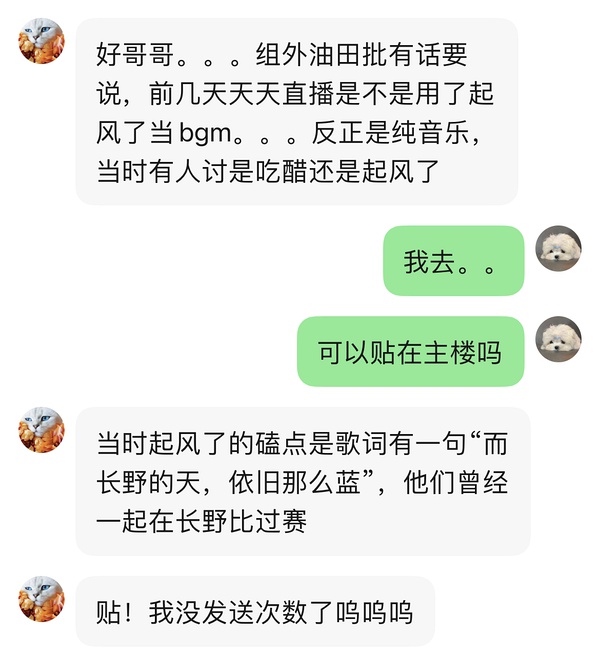 好哥哥。。。组外油田批有话要
说，前几天天天直播是不是用了起
风了当bgm。。。反正是纯音乐，
当时有人讨是吃醋还是起风了
我去。。
可以贴在主楼吗
当时起风了的磕点是歌词有一句“而
长野的天，依旧那么蓝”，他们曾经
一起在长野比过赛
贴！我没发送次数了呜呜呜